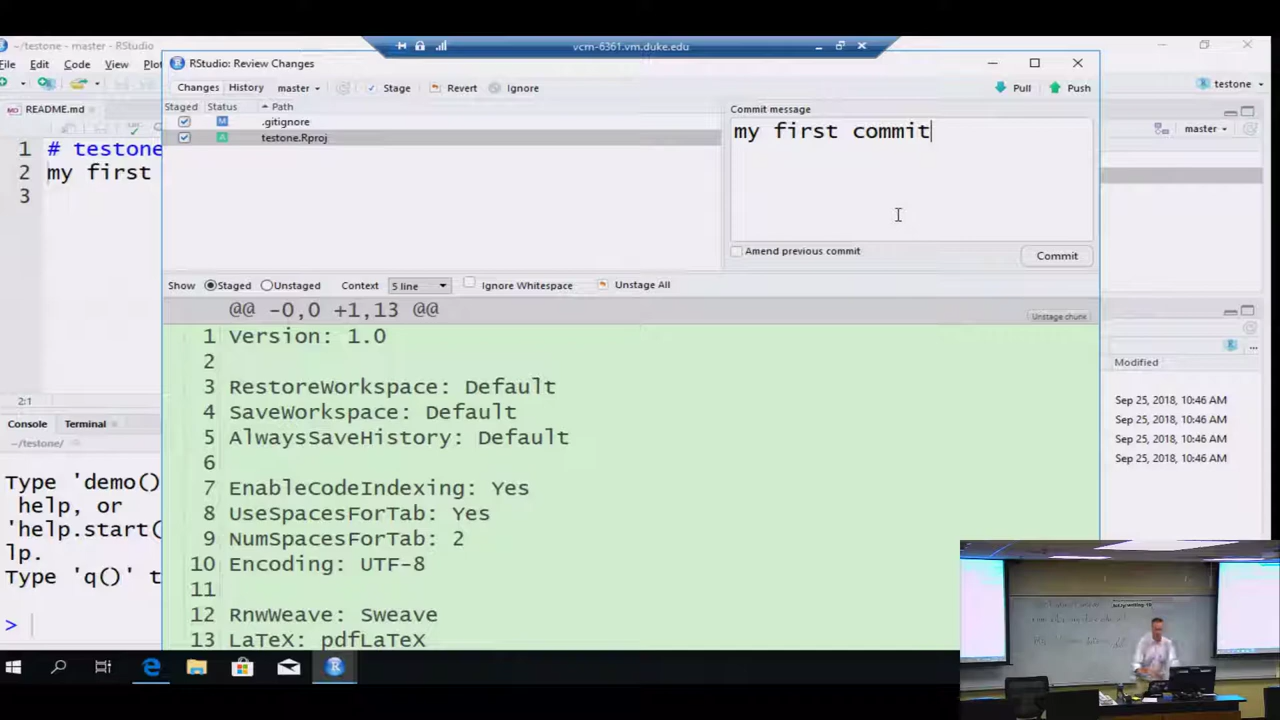 ~/testone - master - RStudio
vcm-6361.vm.duke.edu
File Edit Code View Plot
testone
README.md
master
1 # testone
2 my first
3
2:1
Console Terminal
~/testone/
Type 'demo()
help, or
'help.start(
lp.
Type 'q()' t
>
RStudio: Review Changes
Changes History master Stage Revert Ignore Pull Push
Staged Status Path
.gitignore
testone.Rproj
Commit message
my first commit
Amend previous commit Commit
Show Staged Unstaged Context 5 line Ignore Whitespace Unstage All
@@ -0,0 +1,13 @@
Unstage chunk
1 Version: 1.0
2
3 RestoreWorkspace: Default
4 SaveWorkspace: Default
5 AlwaysSaveHistory: Default
6
7 EnableCodeIndexing: Yes
8 UseSpacesForTab: Yes
9 NumSpacesForTab: 2
10 Encoding: UTF-8
11
12 RnwWeave: Sweave
13 LaTeX: pdfLaTeX
Modified
Sep 25, 2018, 10:46 AM
Sep 25, 2018, 10:46 AM
Sep 25, 2018, 10:46 AM
Sep 25, 2018, 10:46 AM